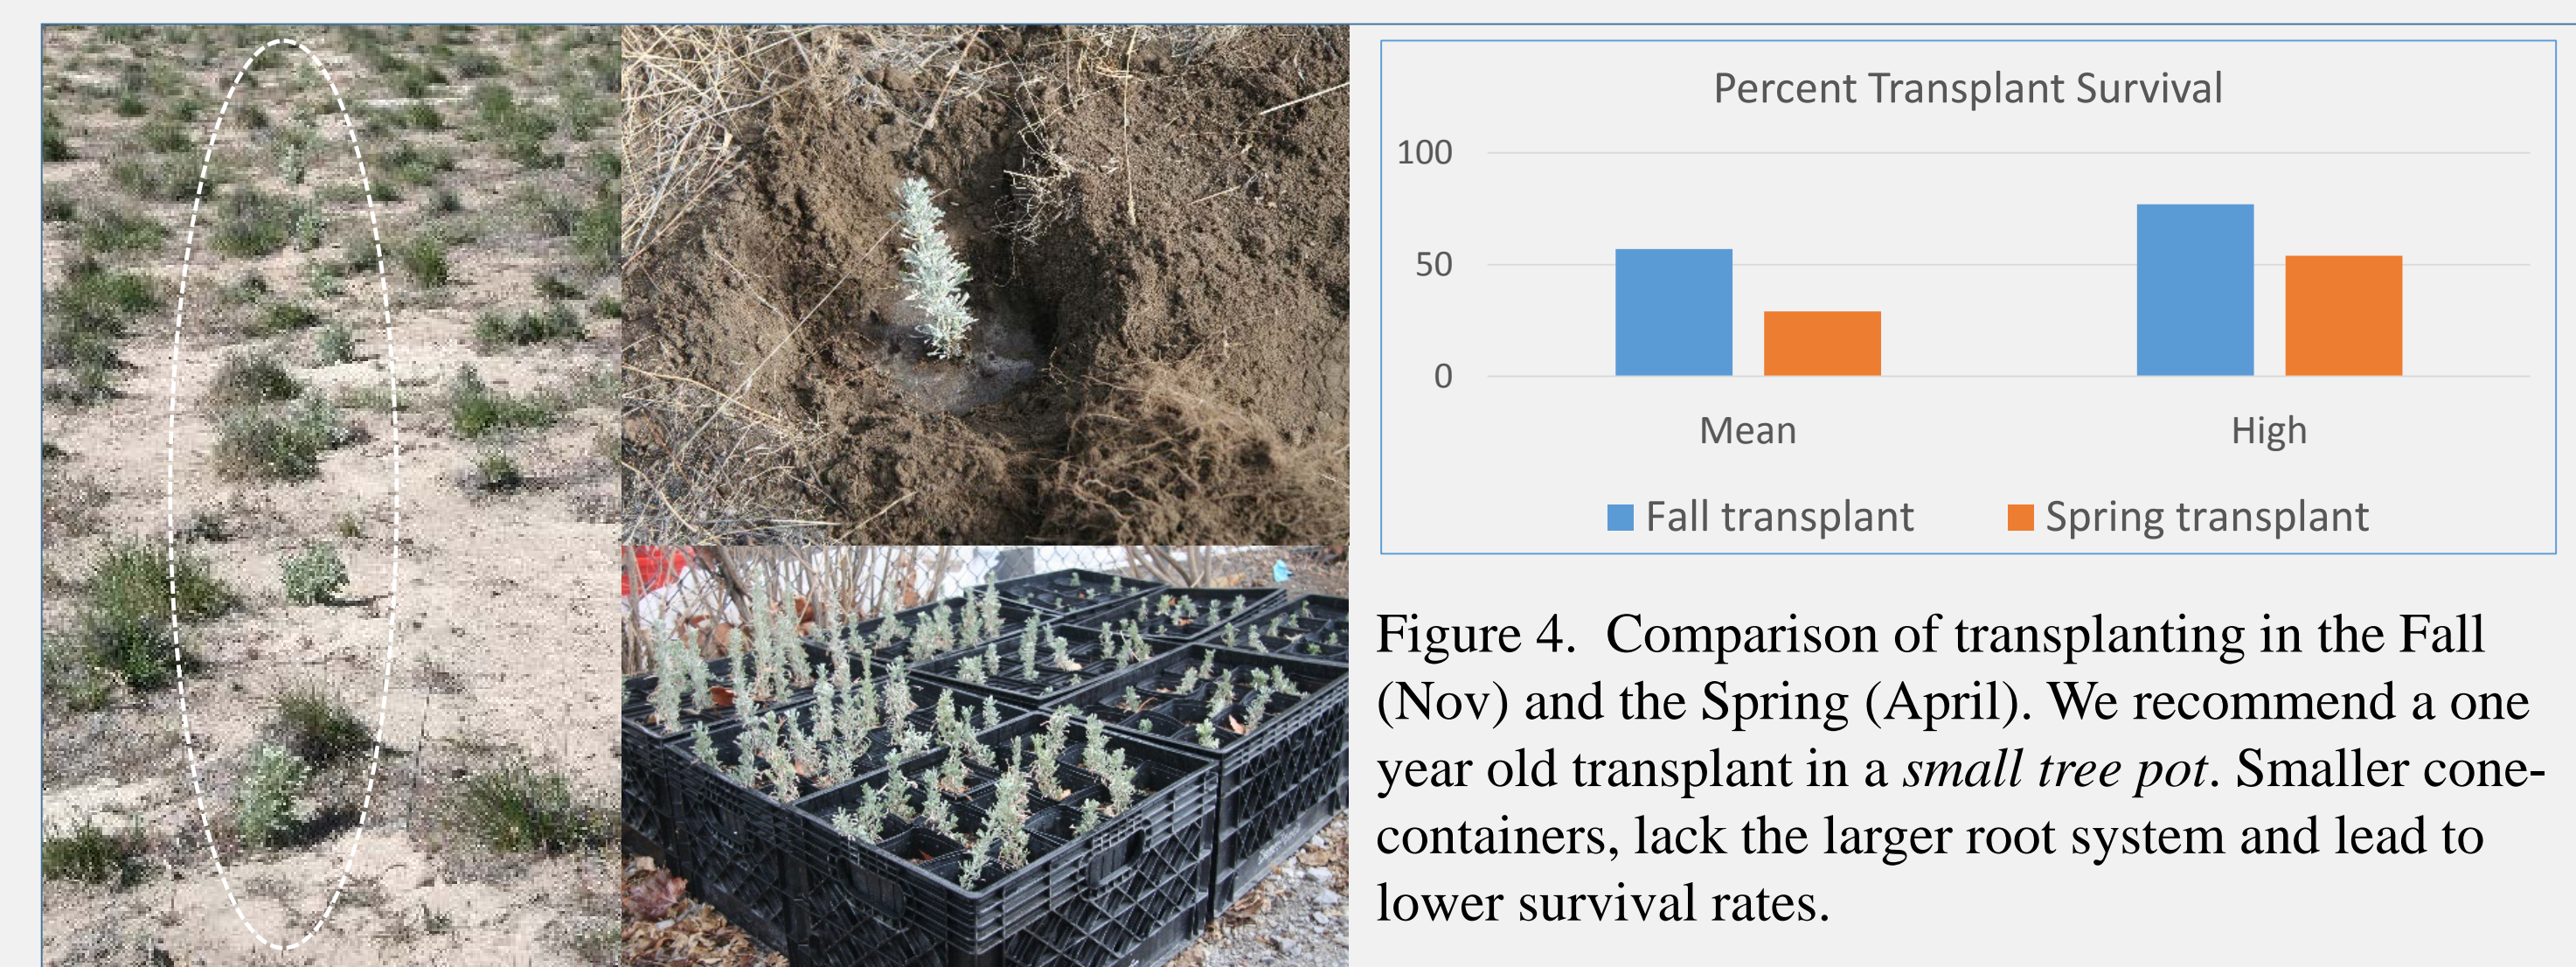 Percent Transplant Survival
100
50
0
Mean High
Fall transplant Spring transplant
Figure 4. Comparison of transplanting in the Fall
(Nov) and the Spring (April). We recommend a one
year old transplant in a small tree pot. Smaller cone-
containers, lack the larger root system and lead to
lower survival rates.